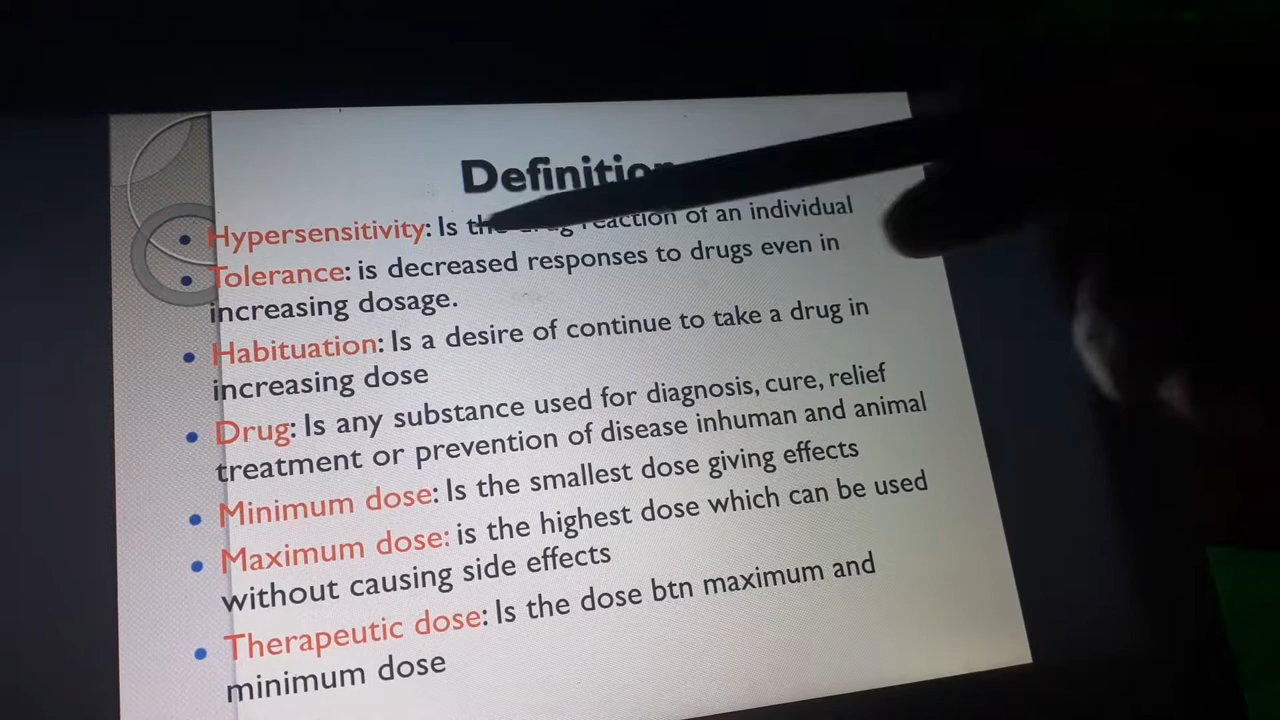 Definition
Hypersensitivity: Is the drug reaction of an individual
Tolerance: is decreased responses to drugs even in
increasing dosage.
Habituation: Is a desire of continue to take a drug in
increasing dose
Drug: Is any substance used for diagnosis, cure, relief
treatment or prevention of disease inhuman and animal
Minimum dose: Is the smallest dose giving effects
Maximum dose: is the highest dose which can be used
without causing side effects
Therapeutic dose: Is the dose btn maximum and
minimum dose